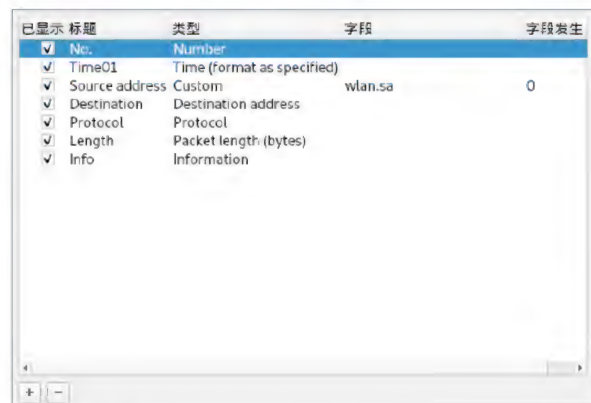 已显示 标题 类型 字段 字段发生
No. Number
Time01 Time (format as specified)
Source address Custom wlan.sa 0
Destination Destination address
Protocol Protocol
Length Packet length (bytes)
Info Information
+ -